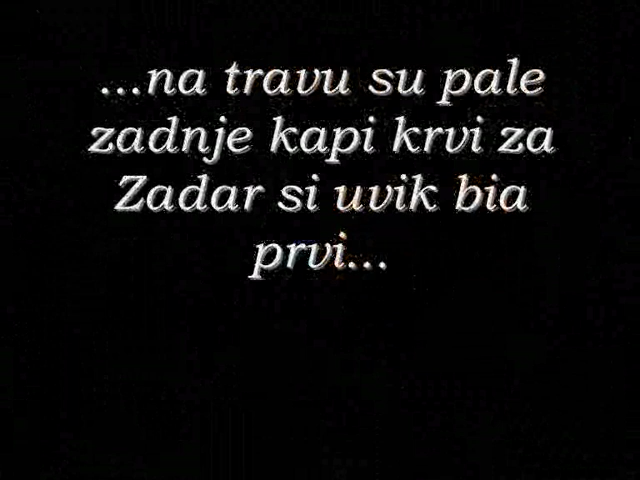 ...na travu su pale
zadnje kapi krvi za
Zadar si uvik bia
prvi...